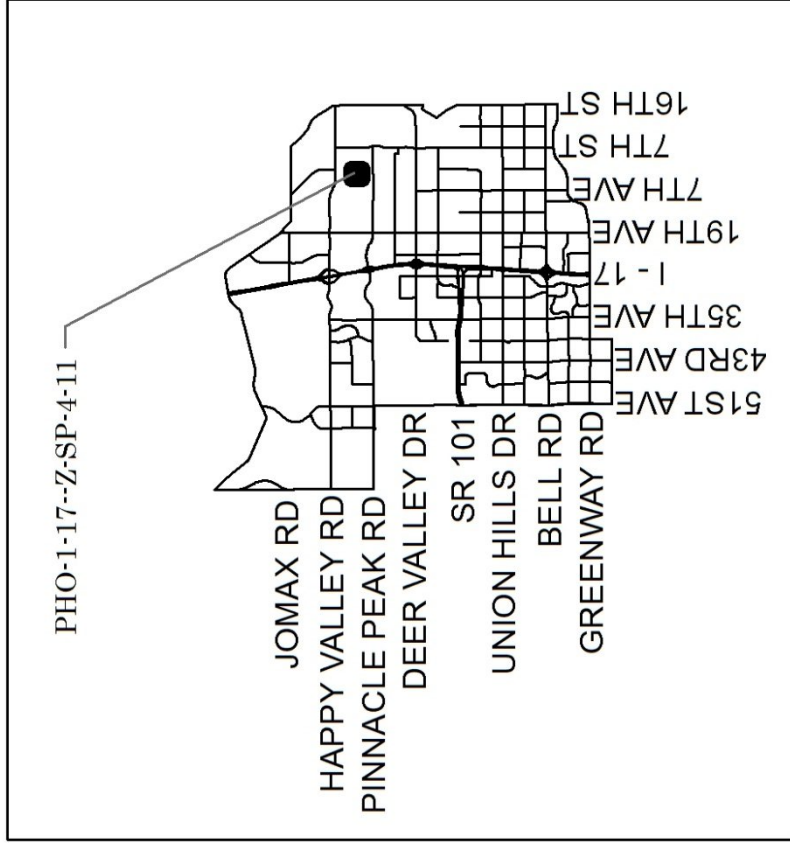 PHO-1-17--Z-SP-4-11
JOMAX RD
HAPPY VALLEY RD
PINNACLE PEAK RD
DEER VALLEY DR
SR 101
UNION HILLS DR
BELL RD
GREENWAY RD
51ST AVE
43RD AVE
35TH AVE
I - 17
19TH AVE
7TH AVE
7TH ST
16TH ST